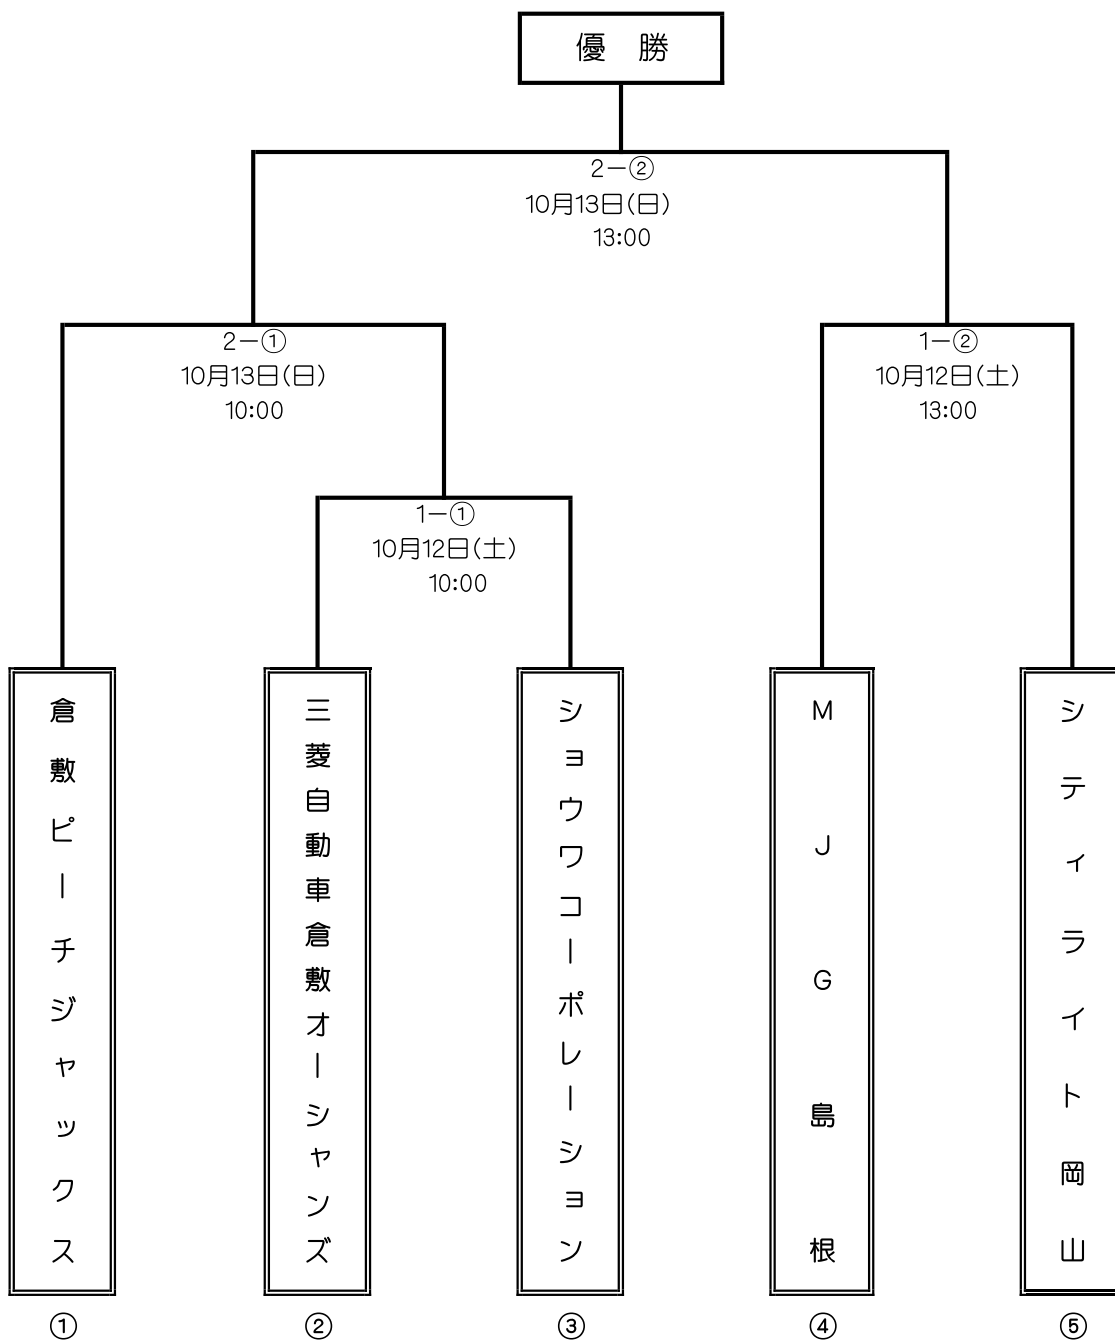 優　勝
2－②
10月13日(日)
13:00
2－①
10月13日(日)
10:00
1－②
10月12日(土)
13:00
1－①
10月12日(土)
10:00
倉敷ピーチジャックス
三菱自動車倉敷オーシャンズ
ショウワコーポレーション
MJG島根
シティライト岡山
①
②
③
④
⑤